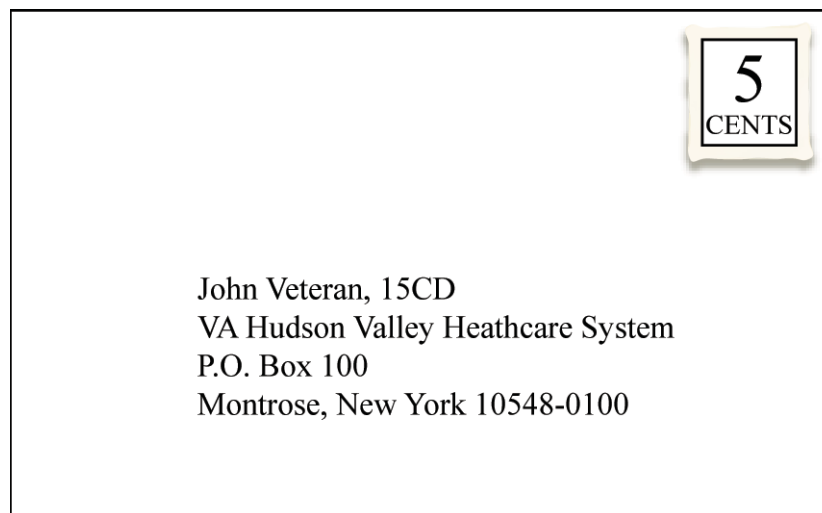 5
CENTS
John Veteran, 15CD
VA Hudson Valley Heathcare System
P.O. Box 100
Montrose, New York 10548-0100